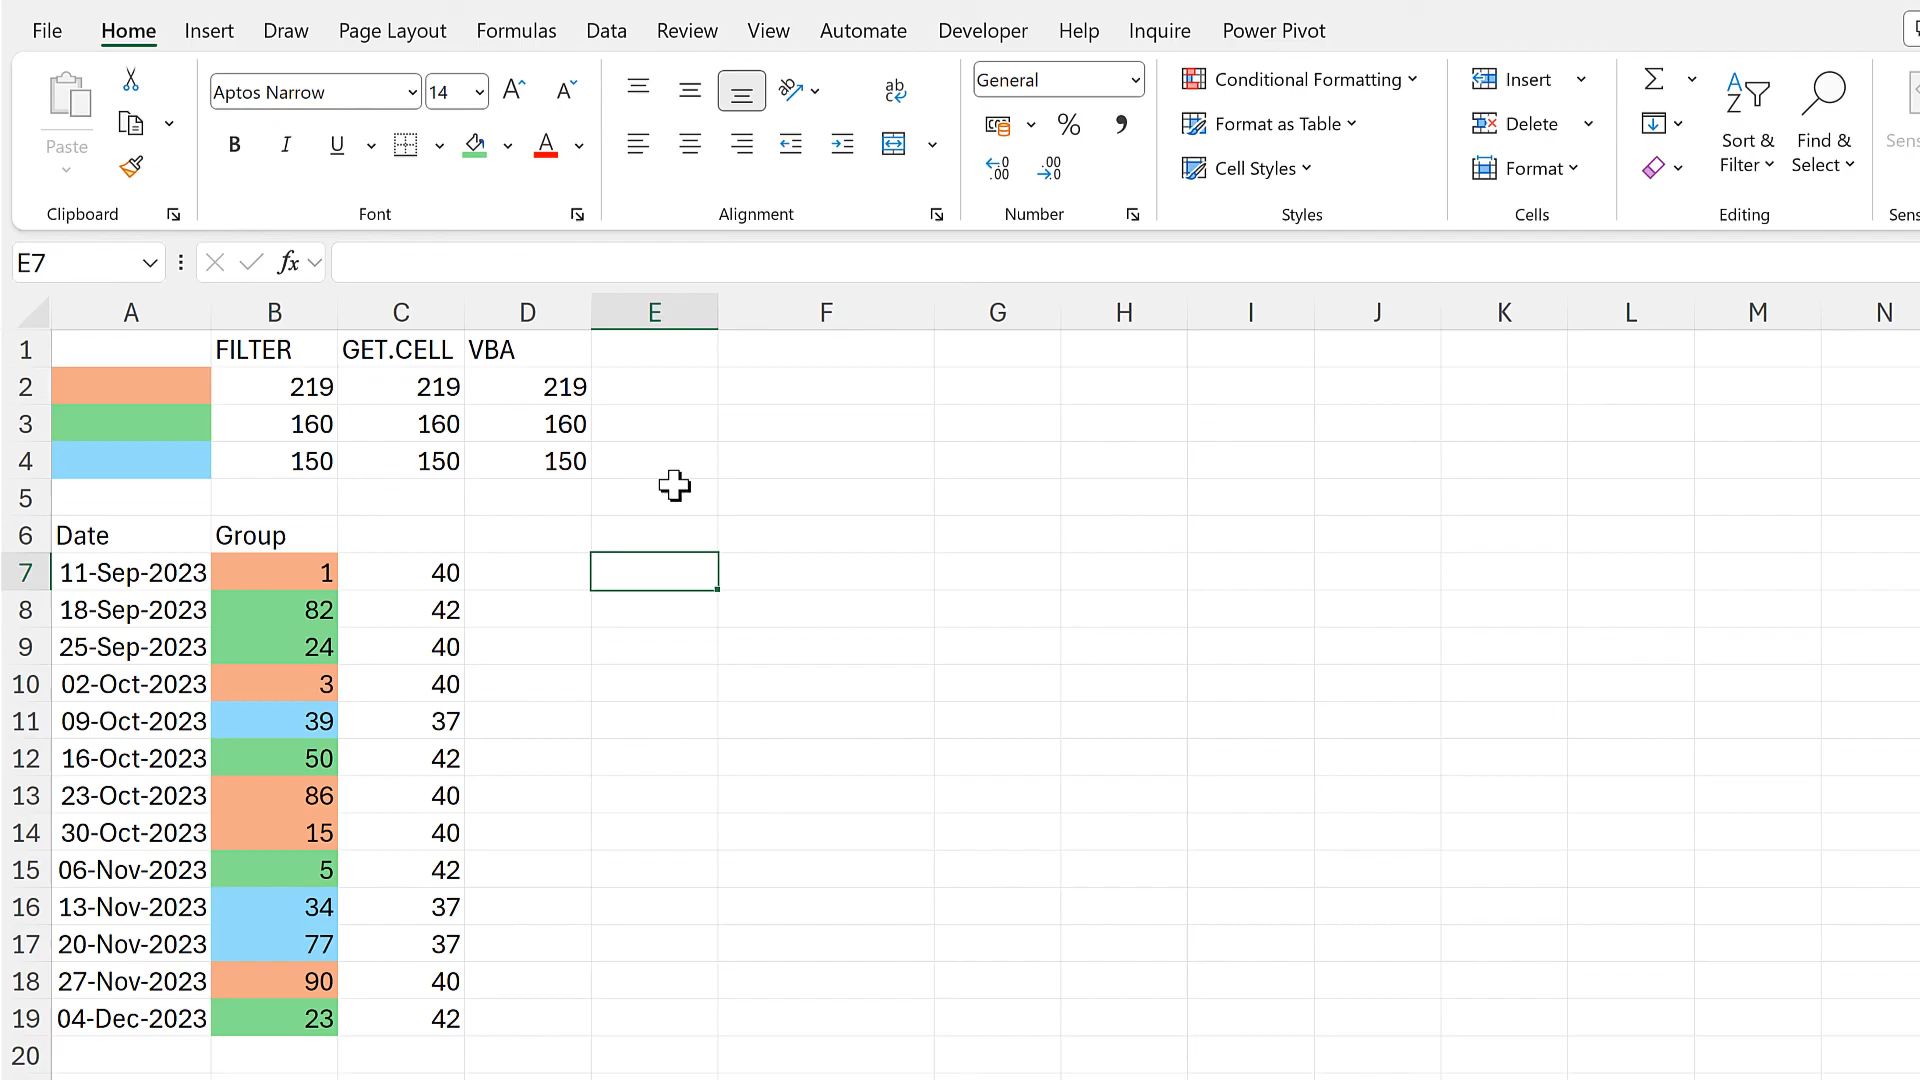 File Home Insert Draw Page Layout Formulas Data Review View Automate Developer Help Inquire Power Pivot
Paste
Clipboard
Aptos Narrow 14
B I U A
Font
ab
Alignment
General
% ,
.00 .00
Number
Conditional Formatting
Format as Table
Cell Styles
Styles
Insert
Delete
Format
Cells
Sort &
Filter
Find &
Select
Editing
Sens
Sens
E7 fx
A B C D E F G H I J K L M N
1 FILTER GET.CELL VBA
2 219 219 219
3 160 160 160
4 150 150 150
5
6 Date Group
7 11-Sep-2023 1 40
8 18-Sep-2023 82 42
9 25-Sep-2023 24 40
10 02-Oct-2023 3 40
11 09-Oct-2023 39 37
12 16-Oct-2023 50 42
13 23-Oct-2023 86 40
14 30-Oct-2023 15 40
15 06-Nov-2023 5 42
16 13-Nov-2023 34 37
17 20-Nov-2023 77 37
18 27-Nov-2023 90 40
19 04-Dec-2023 23 42
20